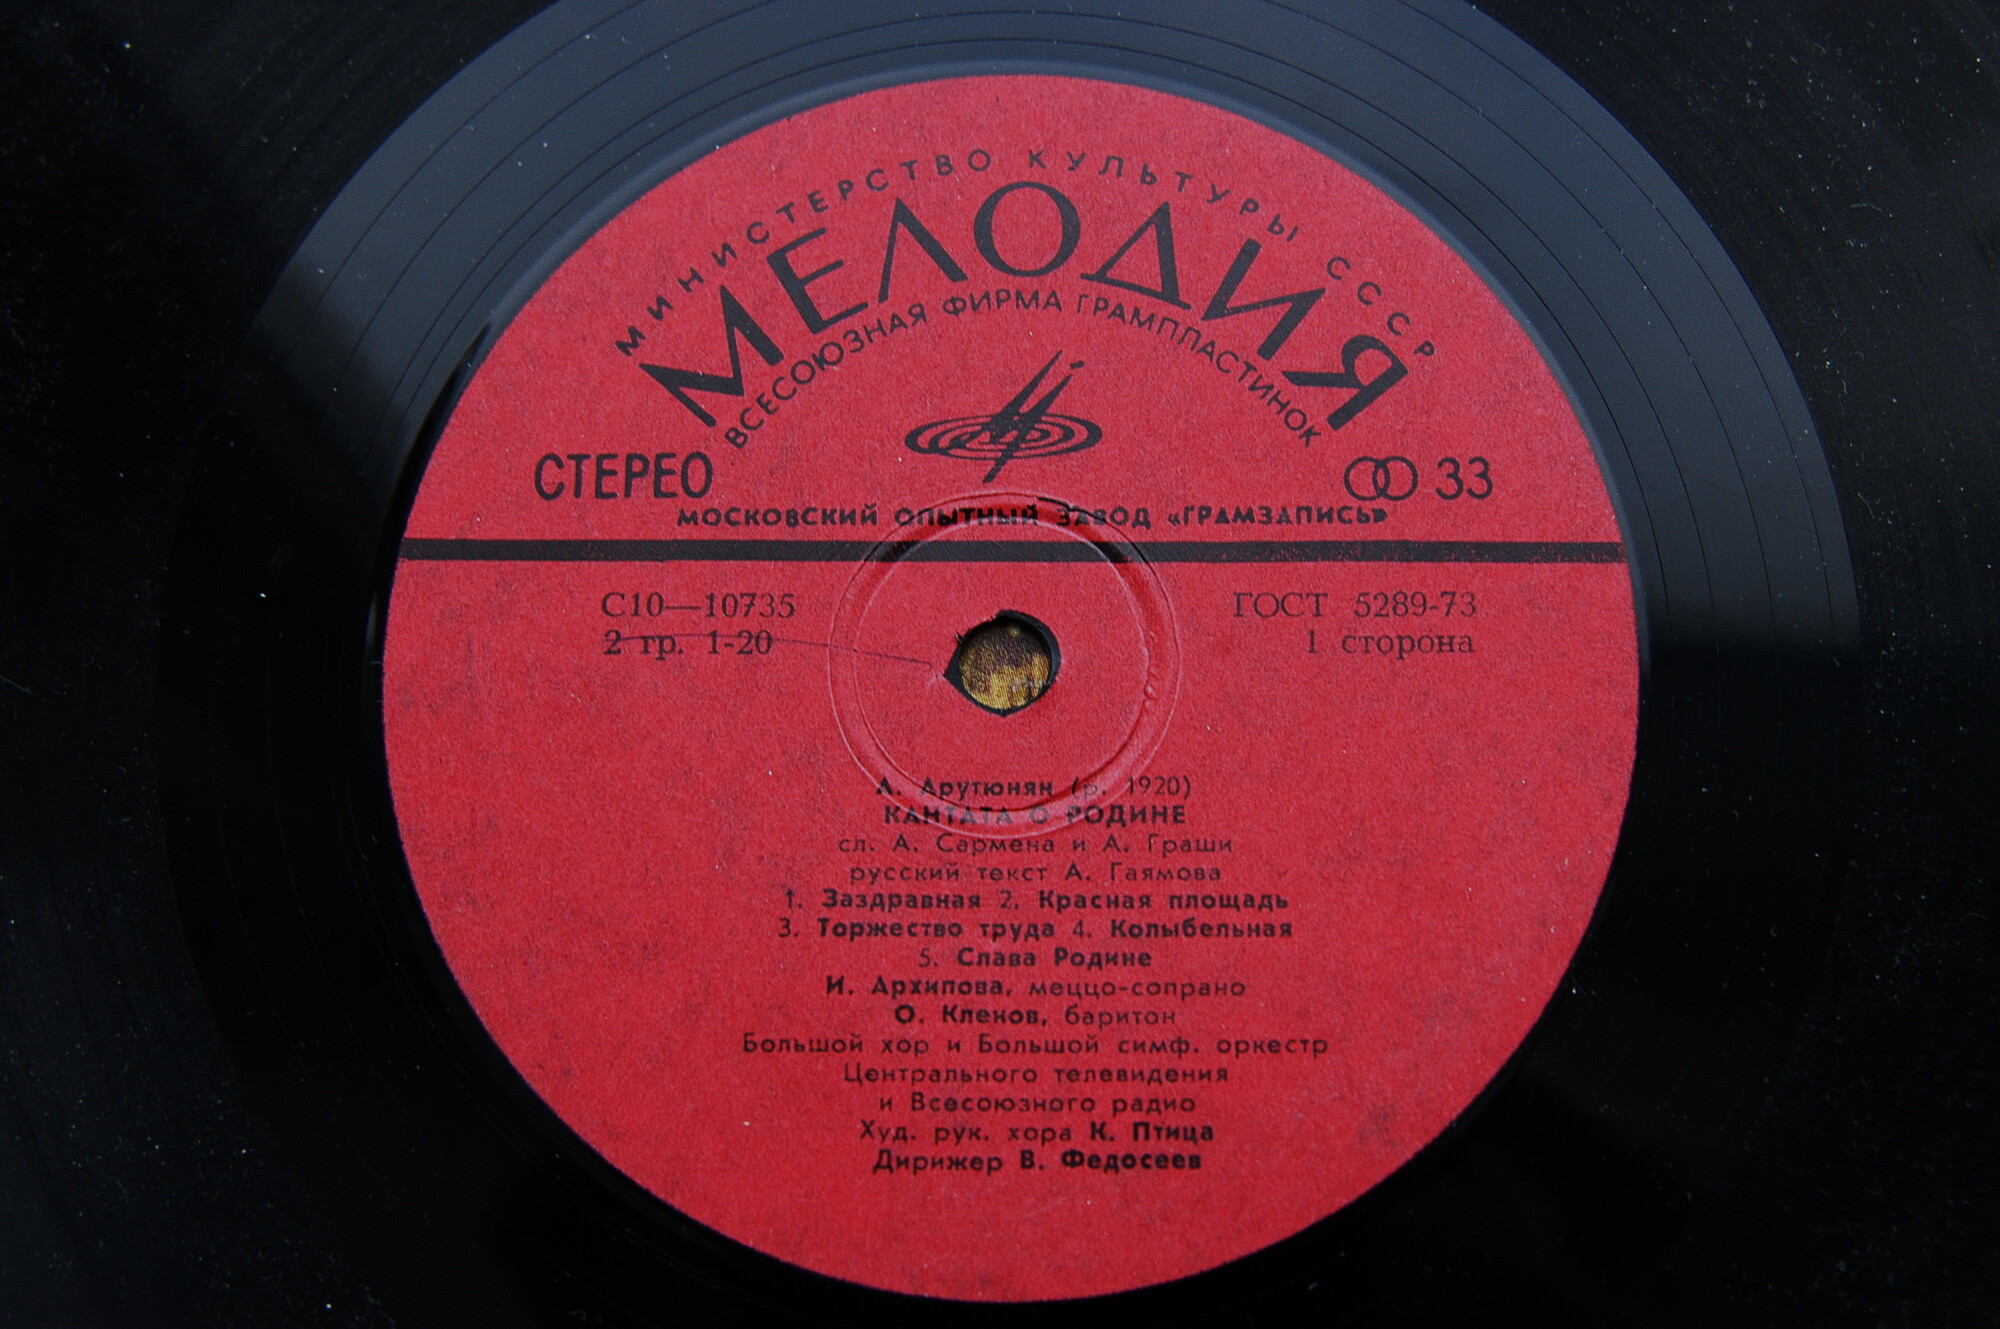 МИНИСТЕРСТВО КУЛЬТУРЫ СССР
МЕЛОДИЯ
ВСЕСОЮЗНАЯ ФИРМА ГРАМПЛАСТИНОК
СТЕРЕО 33
МОСКОВСКИЙ ОПЫТНЫЙ ЗАВОД «ГРАМЗАПИСЬ»
С10—10735 ГОСТ 5289-73
2 гр. 1-20 1 сторона
А. Арутюнян (р. 1920)
КАНТАТА О РОДИНЕ
сл. А. Сармена и А. Граши
русский текст А. Гаямова
1. Заздравная 2. Красная площадь
3. Торжество труда 4. Колыбельная
5. Слава Родине
И. Архипова, меццо-сопрано
О. Кленов, баритон
Большой хор и Большой симф. оркестр
Центрального телевидения
и Всесоюзного радио
Худ. рук. хора К. Птица
Дирижер В. Федосеев